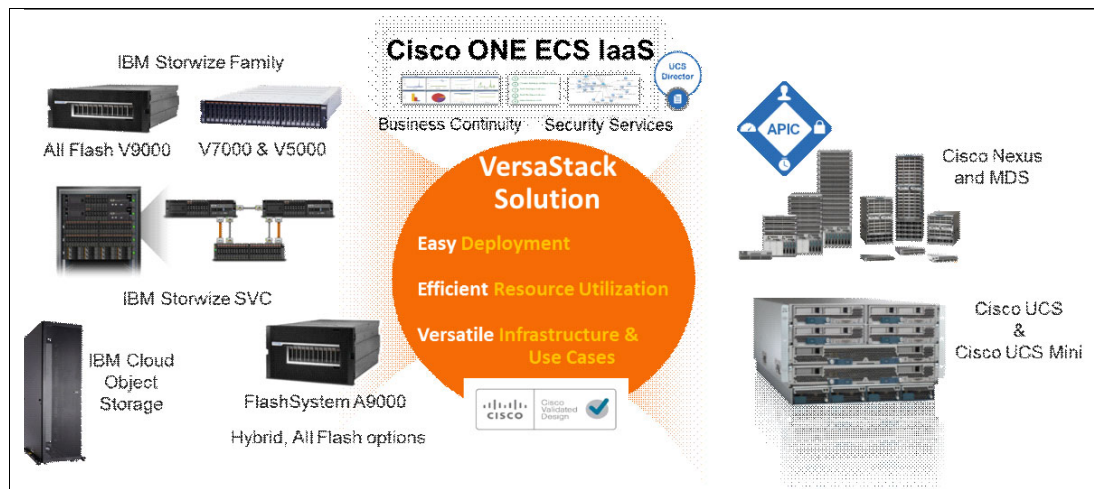 Cisco ONE ECS IaaS
UCS
Director
Business Continuity
Security Services
IBM Storwize Family
All Flash V9000
V7000 & V5000
IBM Storwize SVC
IBM Cloud
Object
Storage
FlashSystem A9000
Hybrid, All Flash options
VersaStack
Solution
Easy Deployment
Efficient Resource Utilization
Versatile Infrastructure &
Use Cases
CISCO
Cisco
Validated
Design
APIC
Cisco Nexus
and MDS
Cisco UCS
&
Cisco UCS Mini